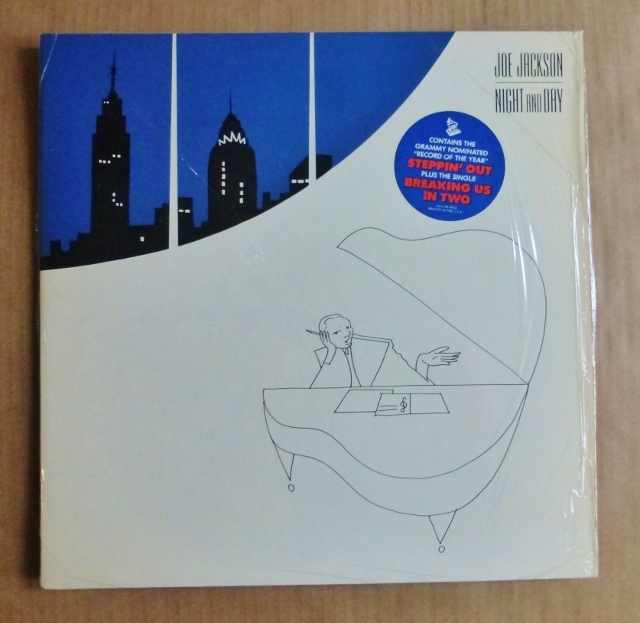 JOE JACKSON
NIGHT AND DAY
CONTAINS THE
GRAMMY NOMINATED
"RECORD OF THE YEAR"
STEPPIN' OUT
PLUS THE SINGLE
BREAKING US
IN TWO